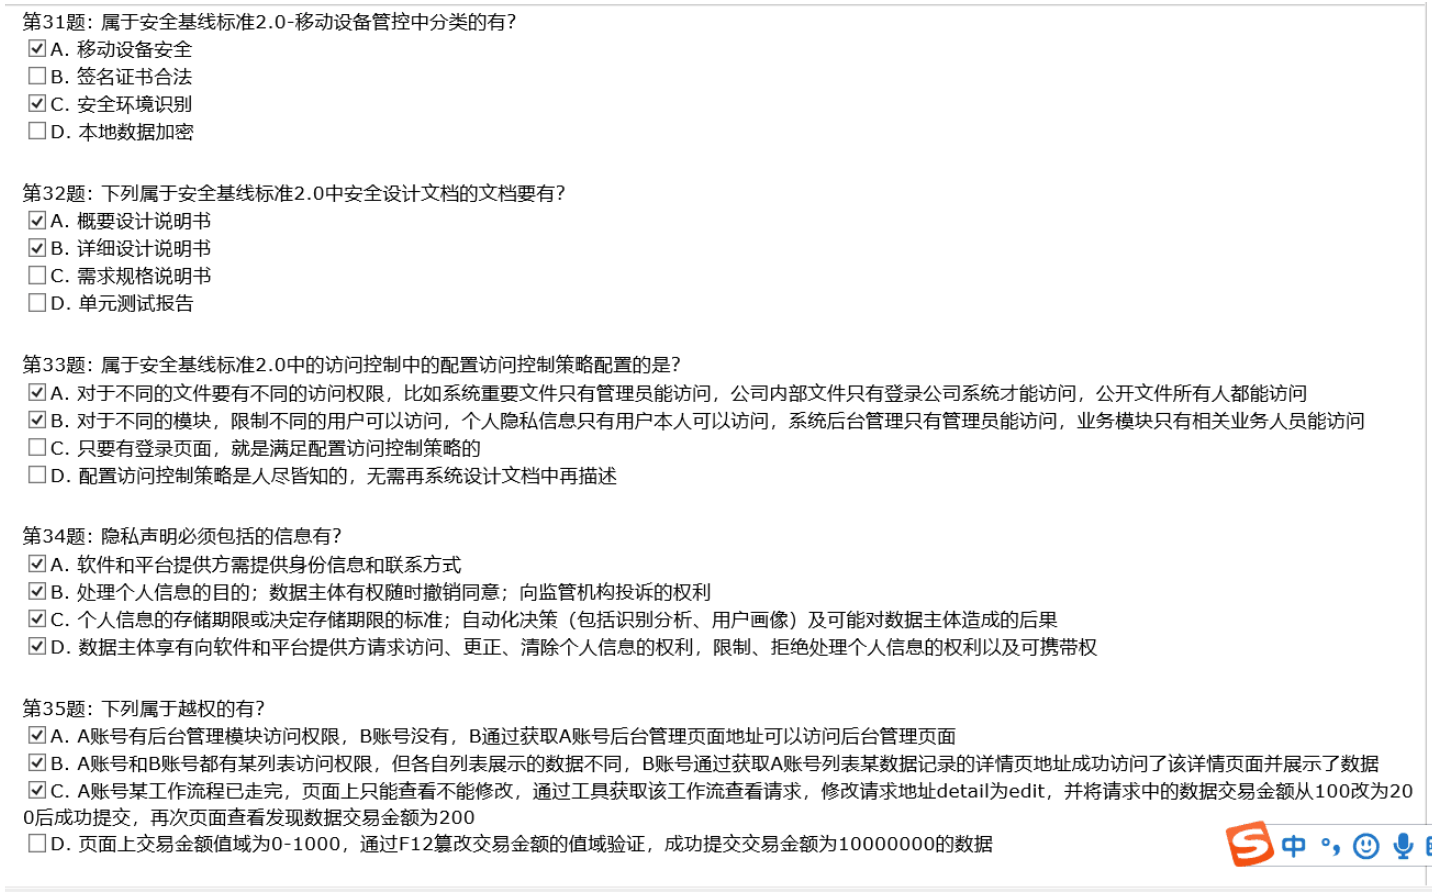 第31题: 属于安全基线标准2.0-移动设备管控中分类的有?
A. 移动设备安全
B. 签名证书合法
C. 安全环境识别
D. 本地数据加密
第32题: 下列属于安全基线标准2.0中安全设计文档的文档要有?
A. 概要设计说明书
B. 详细设计说明书
C. 需求规格说明书
D. 单元测试报告
第33题: 属于安全基线标准2.0中的访问控制中的配置访问控制策略配置的是?
A. 对于不同的文件要有不同的访问权限，比如系统重要文件只有管理员能访问，公司内部文件只有登录公司系统才能访问，公开文件所有人都能访问
B. 对于不同的模块，限制不同的用户可以访问，个人隐私信息只有用户本人可以访问，系统后台管理只有管理员能访问，业务模块只有相关业务人员能访问
C. 只要有登录页面，就是满足配置访问控制策略的
D. 配置访问控制策略是人尽皆知的，无需再系统设计文档中再描述
第34题: 隐私声明必须包括的信息有?
A. 软件和平台提供方需提供身份信息和联系方式
B. 处理个人信息的目的；数据主体有权随时撤销同意；向监管机构投诉的权利
C. 个人信息的存储期限或决定存储期限的标准；自动化决策（包括识别分析、用户画像）及可能对数据主体造成的后果
D. 数据主体享有向软件和平台提供方请求访问、更正、清除个人信息的权利，限制、拒绝处理个人信息的权利以及可携带权
第35题: 下列属于越权的有?
A. A账号有后台管理模块访问权限，B账号没有，B通过获取A账号后台管理页面地址可以访问后台管理页面
B. A账号和B账号都有某列表访问权限，但各自列表展示的数据不同，B账号通过获取A账号列表某数据记录的详情页地址成功访问了该详情页面并展示了数据
C. A账号某工作流程已走完，页面上只能查看不能修改，通过工具获取该工作流查看请求，修改请求地址detail为edit，并将请求中的数据交易金额从100改为20
0后成功提交，再次页面查看发现数据交易金额为200
D. 页面上交易金额值域为0-1000，通过F12篡改交易金额的值域验证，成功提交交易金额为10000000的数据
S 中 °，